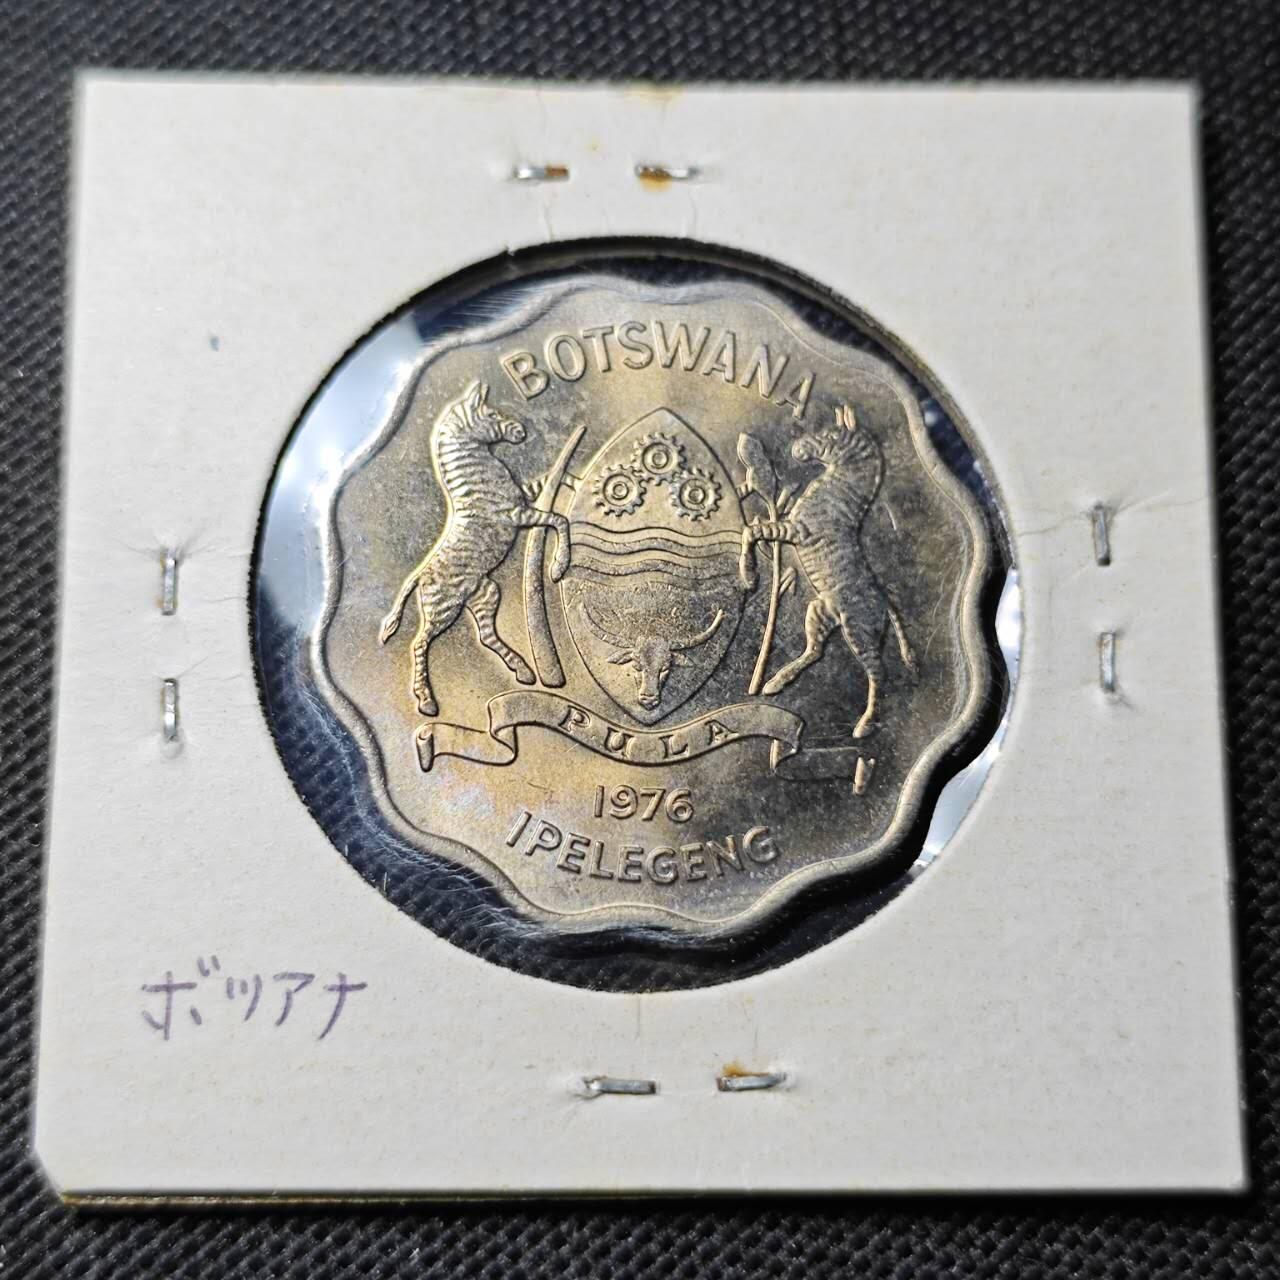 BOTSWANA
PULA
1976
IPELEGENG
ボツアナ